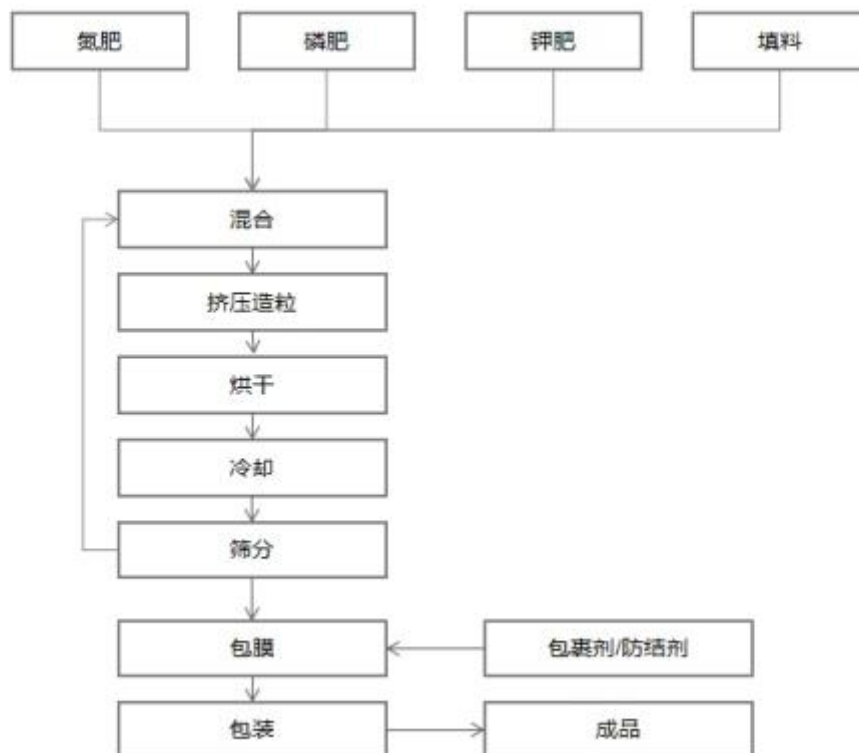 氮肥
磷肥
钾肥
填料
混合
挤压造粒
烘干
冷却
筛分
包膜
包裹剂/防结剂
包装
成品